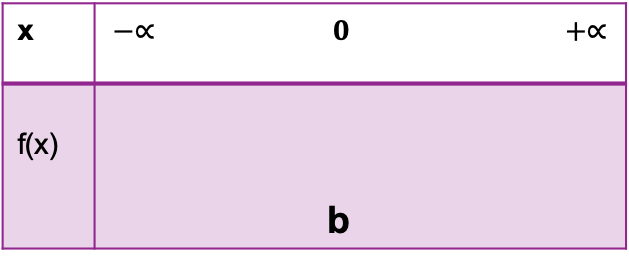 x −∝ 0 +∝
f(x)
b